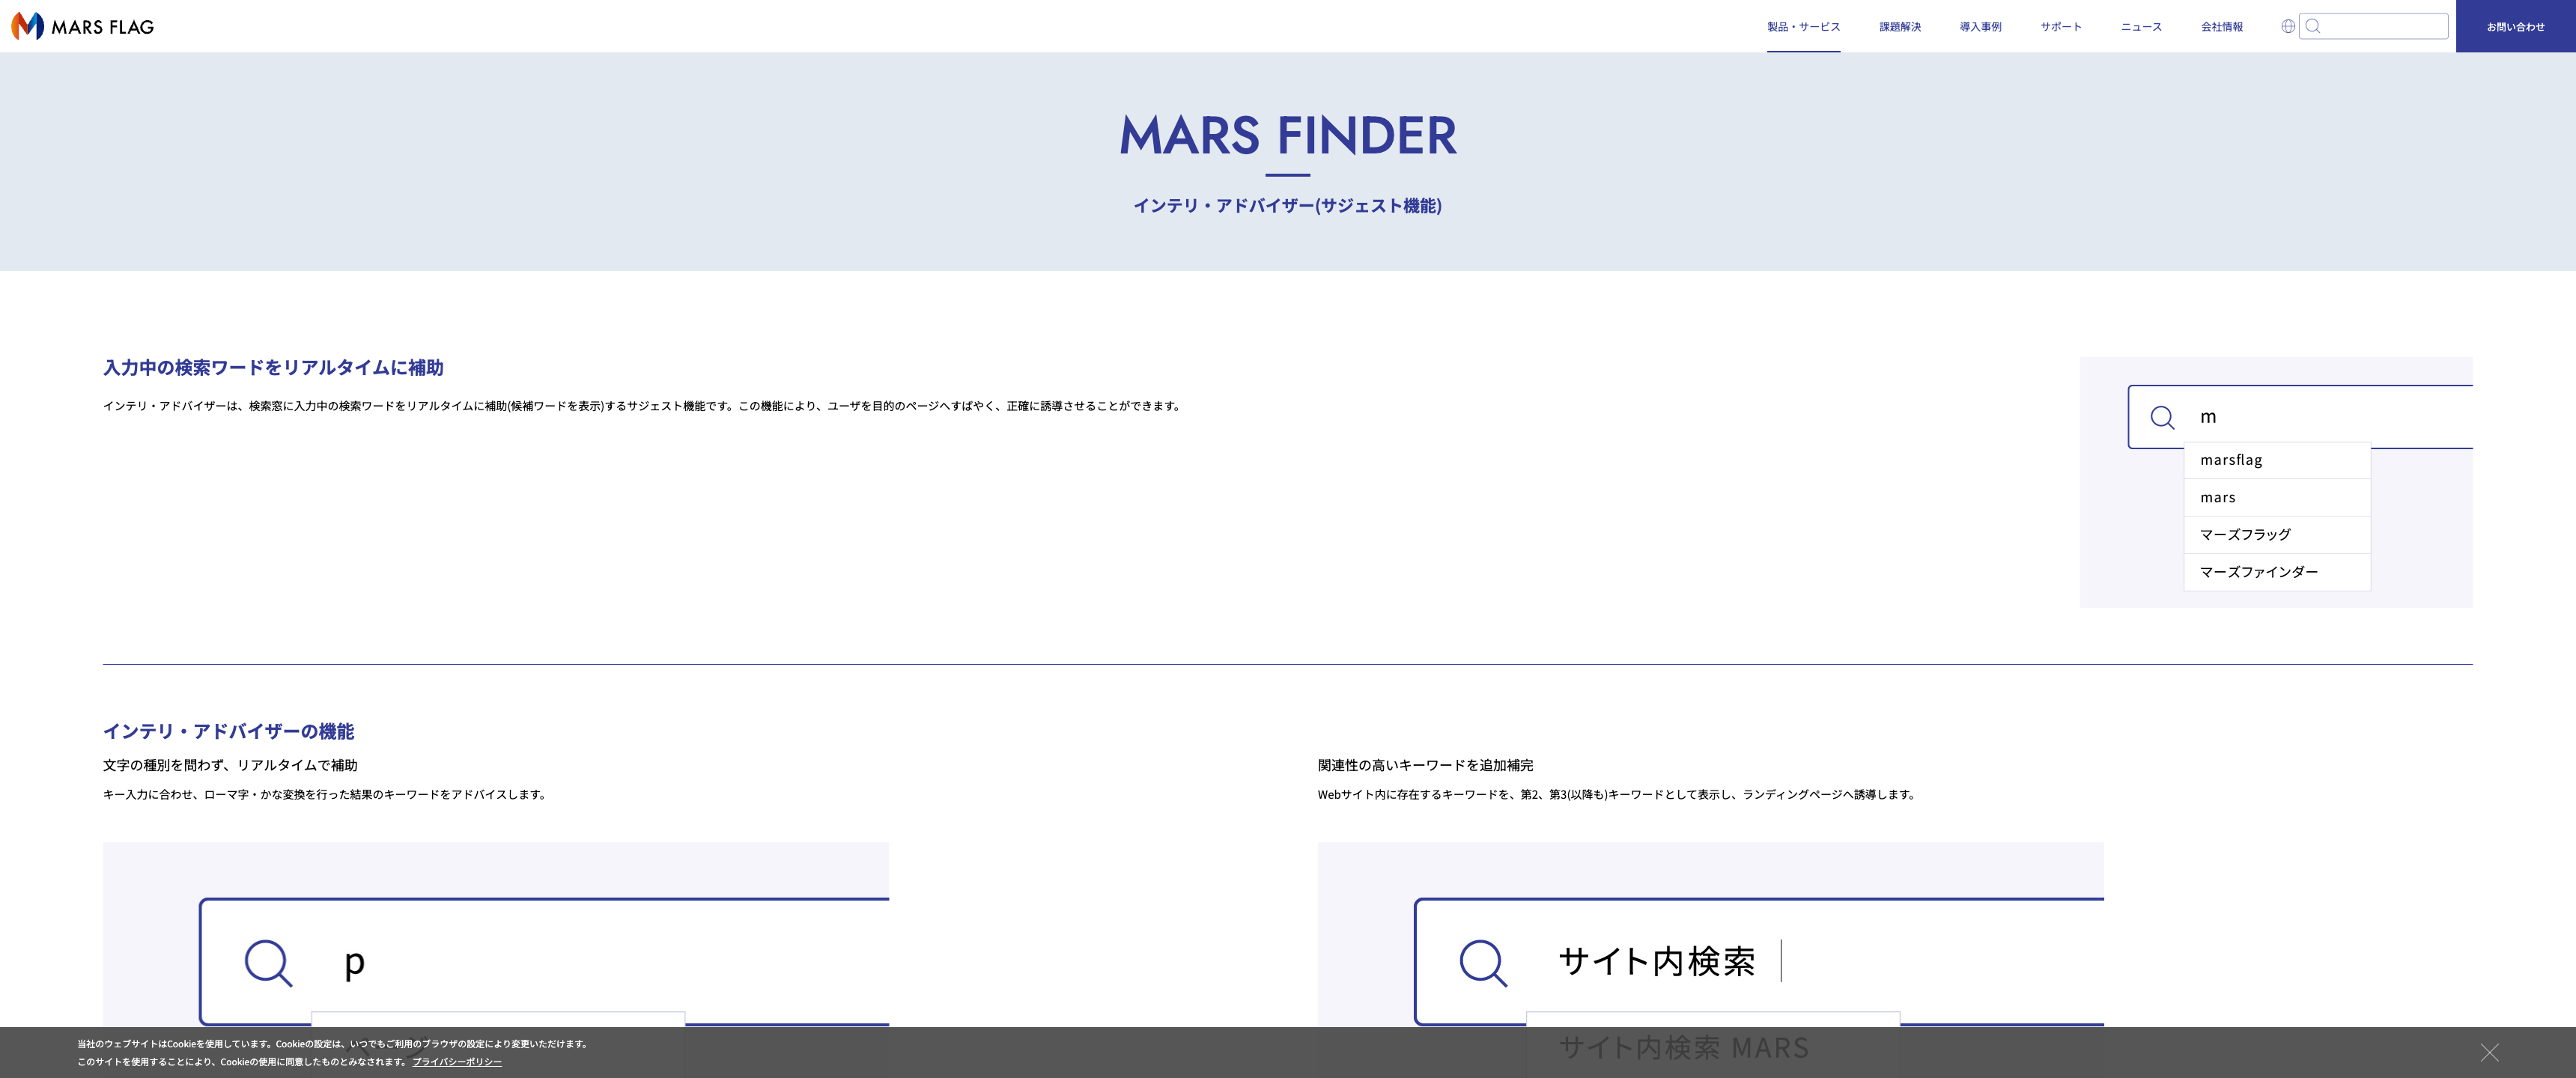 MARS FLAG
製品・サービス
課題解決
導入事例
サポート
ニュース
会社情報
お問い合わせ
MARS FINDER
インテリ・アドバイザー(サジェスト機能)
入力中の検索ワードをリアルタイムに補助
インテリ・アドバイザーは、検索窓に入力中の検索ワードをリアルタイムに補助(候補ワードを表示)するサジェスト機能です。この機能により、ユーザを目的のページへすばやく、正確に誘導させることができます。
m
marsflag
mars
マーズフラッグ
マーズファインダー
インテリ・アドバイザーの機能
文字の種別を問わず、リアルタイムで補助
キー入力に合わせ、ローマ字・かな変換を行った結果のキーワードをアドバイスします。
p
関連性の高いキーワードを追加補完
Webサイト内に存在するキーワードを、第2、第3(以降も)キーワードとして表示し、ランディングページへ誘導します。
サイト内検索
サイト内検索 MARS
当社のウェブサイトはCookieを使用しています。Cookieの設定は、いつでもご利用のブラウザの設定により変更いただけます。
このサイトを使用することにより、Cookieの使用に同意したものとみなされます。 プライバシーポリシー